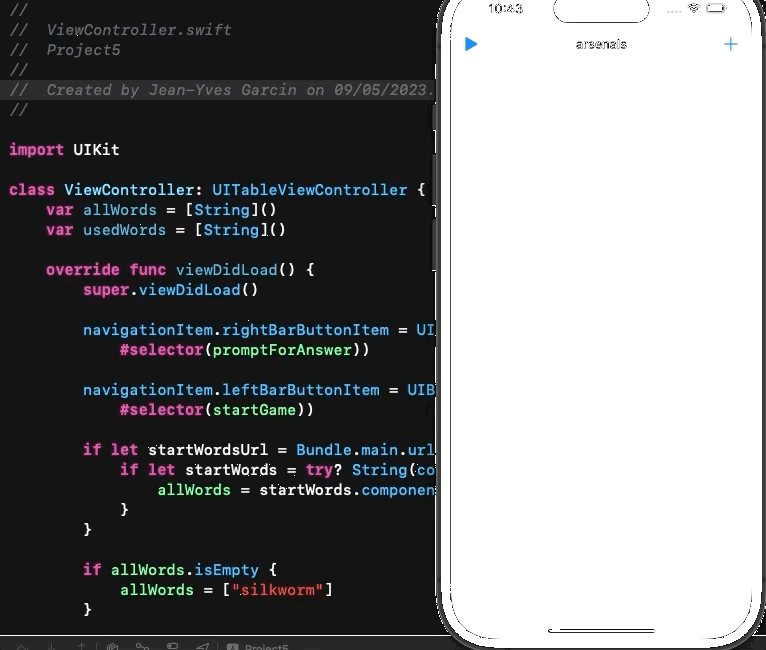 //
//  ViewController.swift
//  Project5
//
//  Created by Jean-Yves Garcin on 09/05/2023.
//
import UIKit
class ViewController: UITableViewController {
    var allWords = [String]()
    var usedWords = [String]()
    override func viewDidLoad() {
        super.viewDidLoad()
        navigationItem.rightBarButtonItem = UI
            #selector(promptForAnswer))
        navigationItem.leftBarButtonItem = UIB
            #selector(startGame))
        if let startWordsUrl = Bundle.main.url
            if let startWords = try? String(co
                allWords = startWords.componen
            }
        }
        if allWords.isEmpty {
            allWords = ["silkworm"]
        }
Project5
10:43
arsenals